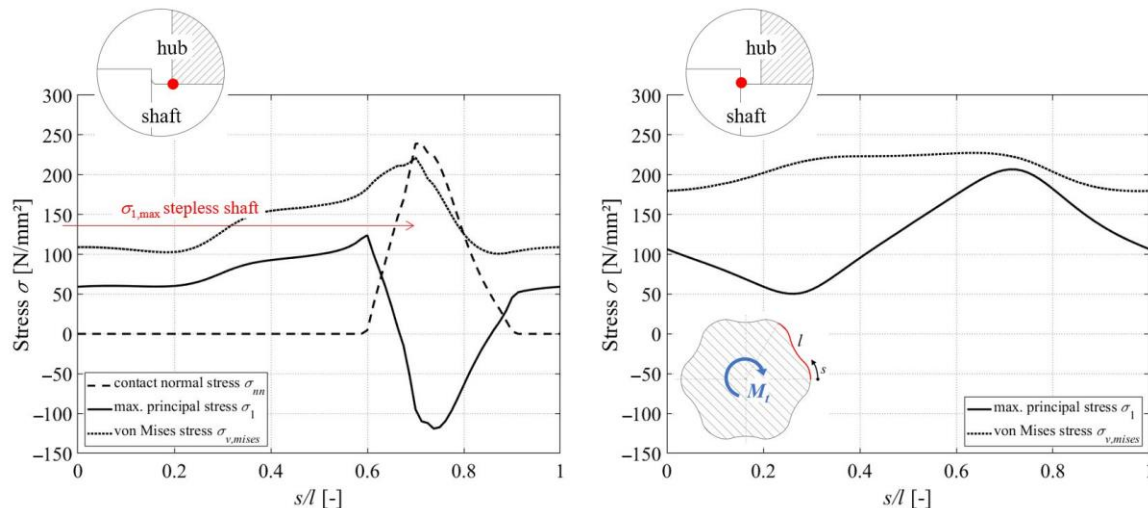 hub
shaft
300
250
200
150
100
50
0
−50
−100
−150
Stress σ [N/mm²]
σ1,max stepless shaft
contact normal stress σnn
max. principal stress σ1
von Mises stress σv,mises
0 0.2 0.4 0.6 0.8 1
s/l [-]
hub
shaft
300
250
200
150
100
50
0
−50
−100
−150
Stress σ [N/mm²]
l
s
Mt
max. principal stress σ1
von Mises stress σv,mises
0 0.2 0.4 0.6 0.8 1
s/l [-]